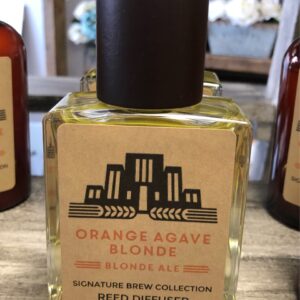 ORANGE AGAVE
BLONDE
BLONDE ALE
SIGNATURE BREW COLLECTION
REED DIFFUSER